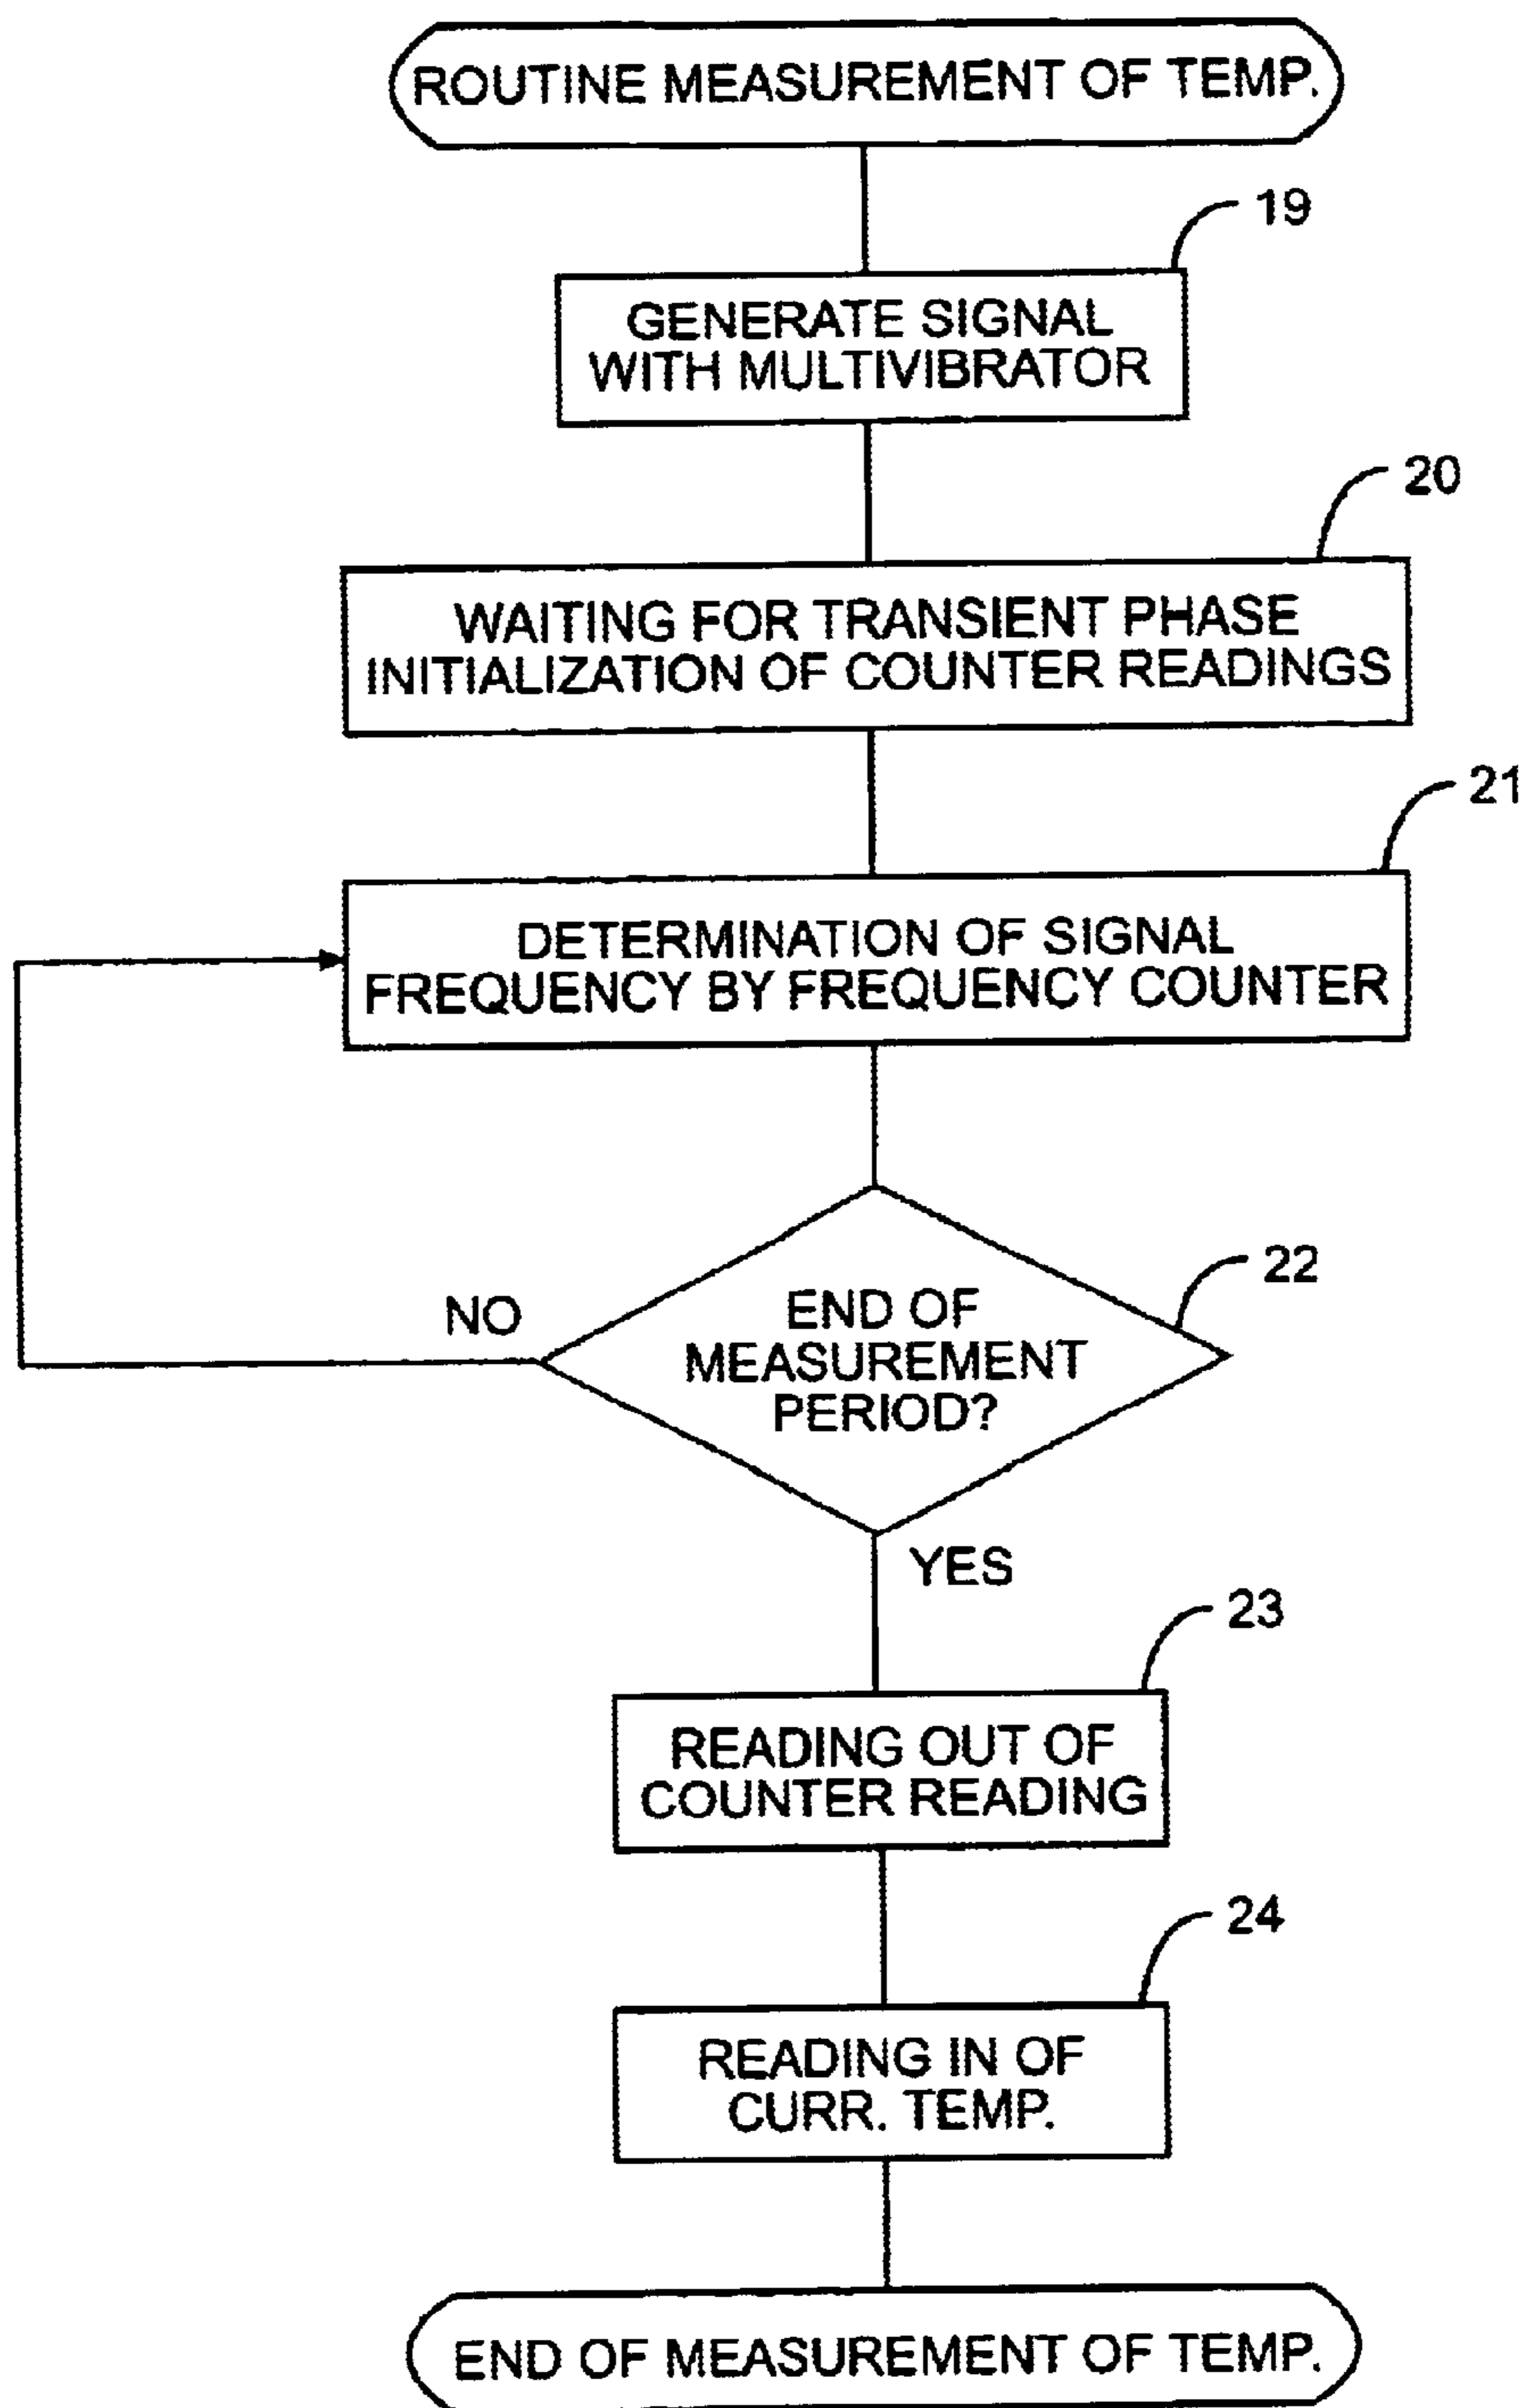 ROUTINE MEASUREMENT OF TEMP.
19
GENERATE SIGNAL
WITH MULTIVIBRATOR
20
WAITING FOR TRANSIENT PHASE
INITIALIZATION OF COUNTER READINGS
21
DETERMINATION OF SIGNAL
FREQUENCY BY FREQUENCY COUNTER
22
END OF
MEASUREMENT
PERIOD?
NO
YES
23
READING OUT OF
COUNTER READING
24
READING IN OF
CURR. TEMP.
END OF MEASUREMENT OF TEMP.